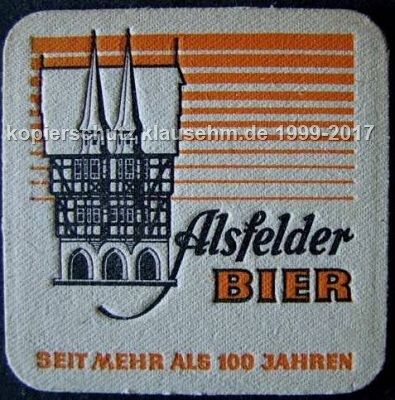 kopierschutz klausehm.de 1999-2017
Alsfelder
BIER
SEIT MEHR ALS 100 JAHREN